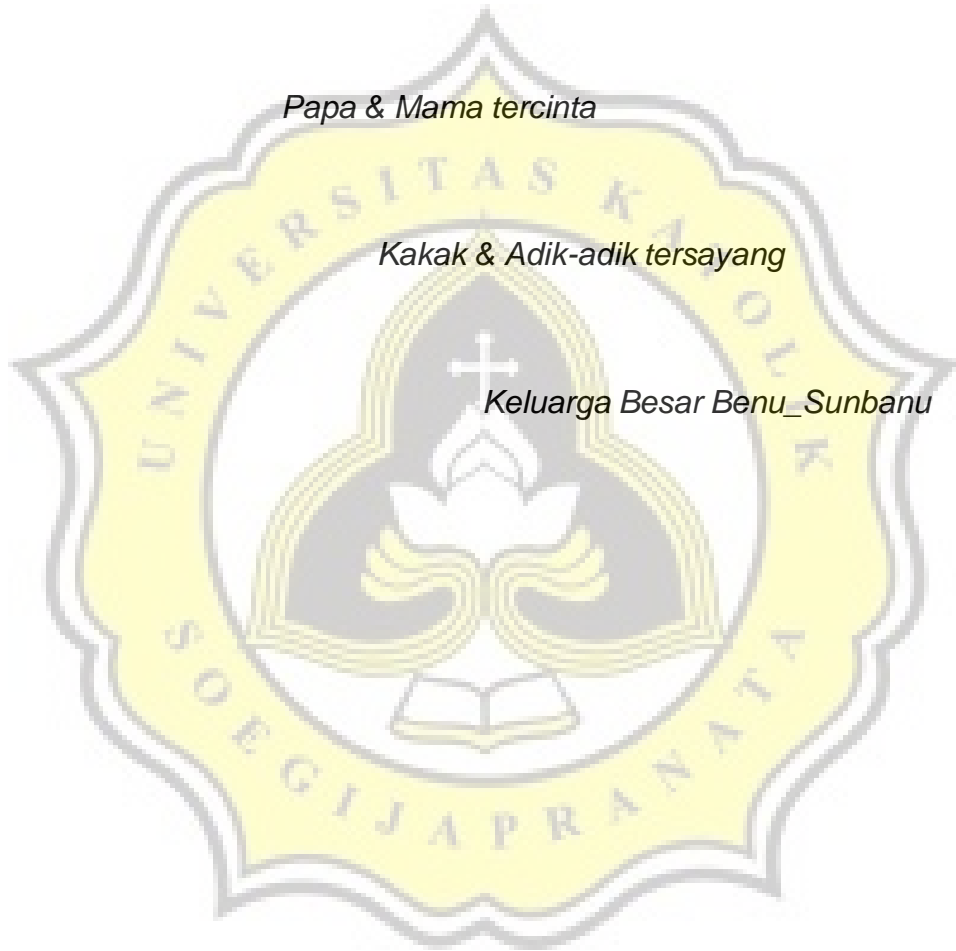 Papa & Mama tercinta
Kakak & Adik-adik tersayang
Keluarga Besar Benu_Sunbanu
UNIVERSITAS KATOLIK
SOEGIJAPRANATA